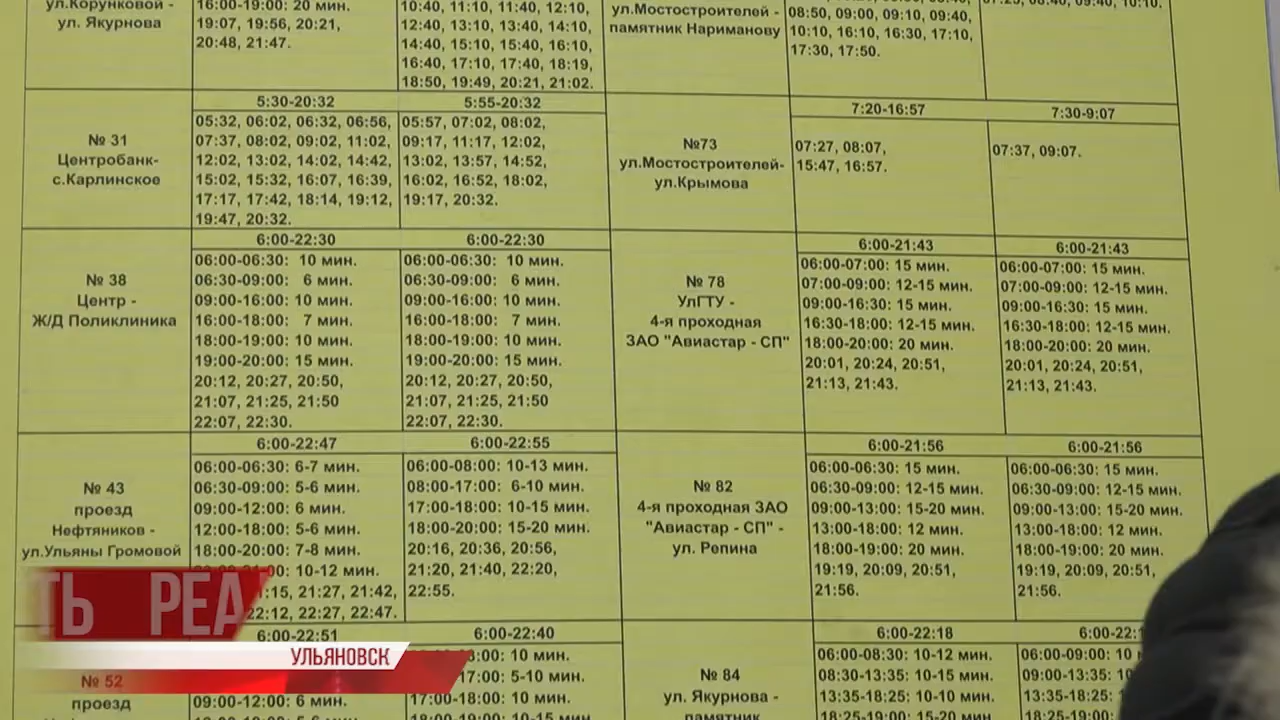 ул.Корунковой -
ул. Якурнова
16:00-19:00: 20 мин.
19:07, 19:56, 20:21,
20:48, 21:47.
10:40, 11:10, 11:40, 12:10,
12:40, 13:10, 13:40, 14:10,
14:40, 15:10, 15:40, 16:10,
16:40, 17:10, 17:40, 18:19,
18:50, 19:49, 20:21, 21:02.
ул.Мостостроителей -
памятник Нариманову
08:50, 09:00, 09:10, 09:40,
10:10, 16:10, 16:30, 17:10,
17:30, 17:50.
№ 31
Центробанк-
с.Карлинское
5:30-20:32
05:32, 06:02, 06:32, 06:56,
07:37, 08:02, 09:02, 11:02,
12:02, 13:02, 14:02, 14:42,
15:02, 15:32, 16:07, 16:39,
17:17, 17:42, 18:14, 19:12,
19:47, 20:32.
5:55-20:32
05:57, 07:02, 08:02,
09:17, 11:17, 12:02,
13:02, 13:57, 14:52,
16:02, 16:52, 18:02,
19:17, 20:32.
№73
ул.Мостостроителей-
ул.Крымова
7:20-16:57
07:27, 08:07,
15:47, 16:57.
7:30-9:07
07:37, 09:07.
№ 38
Центр -
Ж/Д Поликлиника
6:00-22:30
06:00-06:30: 10 мин.
06:30-09:00: 6 мин.
09:00-16:00: 10 мин.
16:00-18:00: 7 мин.
18:00-19:00: 10 мин.
19:00-20:00: 15 мин.
20:12, 20:27, 20:50,
21:07, 21:25, 21:50
22:07, 22:30.
6:00-22:30
06:00-06:30: 10 мин.
06:30-09:00: 6 мин.
09:00-16:00: 10 мин.
16:00-18:00: 7 мин.
18:00-19:00: 10 мин.
19:00-20:00: 15 мин.
20:12, 20:27, 20:50,
21:07, 21:25, 21:50
22:07, 22:30.
№ 78
УлГТУ -
4-я проходная
ЗАО "Авиастар - СП"
6:00-21:43
06:00-07:00: 15 мин.
07:00-09:00: 12-15 мин.
09:00-16:30: 15 мин.
16:30-18:00: 12-15 мин.
18:00-20:00: 20 мин.
20:01, 20:24, 20:51,
21:13, 21:43.
6:00-21:43
06:00-07:00: 15 мин.
07:00-09:00: 12-15 мин.
09:00-16:30: 15 мин.
16:30-18:00: 12-15 мин.
18:00-20:00: 20 мин.
20:01, 20:24, 20:51,
21:13, 21:43.
№ 43
проезд
Нефтяников -
ул.Ульяны Громовой
6:00-22:47
06:00-06:30: 6-7 мин.
06:30-09:00: 5-6 мин.
09:00-12:00: 6 мин.
12:00-18:00: 5-6 мин.
18:00-20:00: 7-8 мин.
10-12 мин.
21:27, 21:42,
22:12, 22:27, 22:47.
6:00-22:55
06:00-08:00: 10-13 мин.
08:00-17:00: 6-10 мин.
17:00-18:00: 10-15 мин.
18:00-20:00: 15-20 мин.
20:16, 20:36, 20:56,
21:20, 21:40, 22:20,
22:55.
№ 82
4-я проходная ЗАО
"Авиастар - СП" -
ул. Репина
6:00-21:56
06:00-06:30: 15 мин.
06:30-09:00: 12-15 мин.
09:00-13:00: 15-20 мин.
13:00-18:00: 12 мин.
18:00-19:00: 20 мин.
19:19, 20:09, 20:51,
21:56.
6:00-21:56
06:00-06:30: 15 мин.
06:30-09:00: 12-15 мин.
09:00-13:00: 15-20 мин.
13:00-18:00: 12 мин.
18:00-19:00: 20 мин.
19:19, 20:09, 20:51,
21:56.
ТЬ РЕА
УЛЬЯНОВСК
№ 52
проезд
6:00-22:51
09:00-12:00: 6 мин.
6:00-22:40
10 мин.
17:00: 5-10 мин.
17:00-18:00: 10 мин.
18:00-19:00: 10-15 мин.
№ 84
ул. Якурнова -
памятник
6:00-22:18
06:00-08:30: 10-12 мин.
08:30-13:35: 10-15 мин.
13:35-18:25: 10-10 мин.
18:25-19:00: 15-20 мин.
06:00-09:00: 10
09:00-13:35:
13:35-18:25: